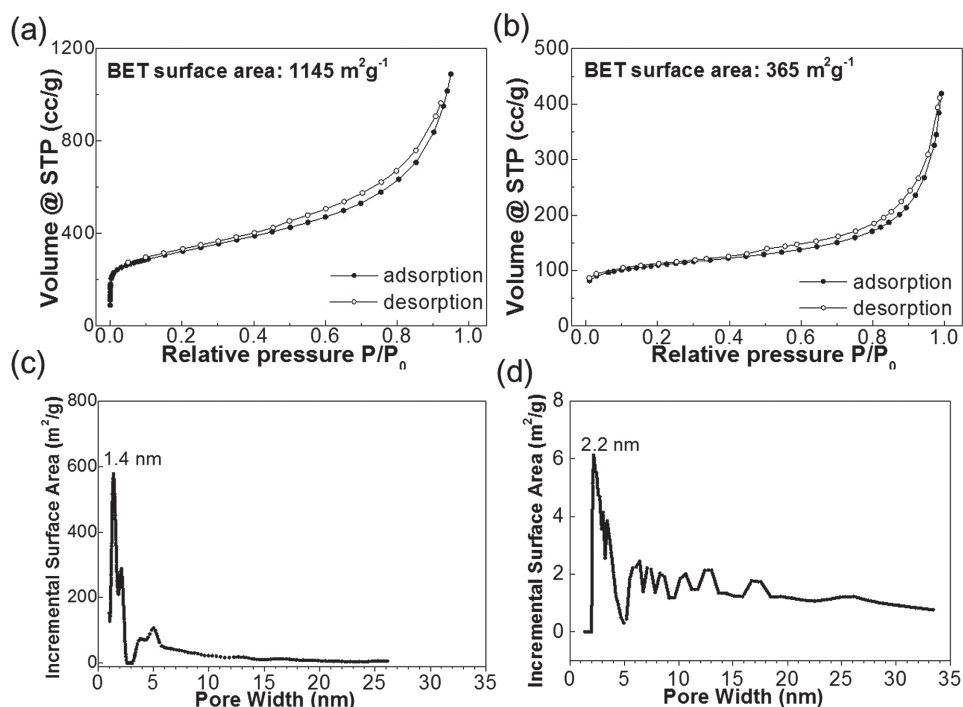 (a)
BET surface area: 1145 m²g⁻¹
Volume @ STP (cc/g)
1200
800
400
0
adsorption
desorption
0.0 0.2 0.4 0.6 0.8 1.0
Relative pressure P/P₀
(b)
BET surface area: 365 m²g⁻¹
Volume @ STP (cc/g)
500
400
300
200
100
0
adsorption
desorption
0.0 0.2 0.4 0.6 0.8 1.0
Relative pressure P/P₀
(c)
Incremental Surface Area (m²/g)
800
600
400
200
0
1.4 nm
0 5 10 15 20 25 30 35
Pore Width (nm)
(d)
Incremental Surface Area (m²/g)
8
6
4
2
0
2.2 nm
0 5 10 15 20 25 30 35
Pore Width (nm)